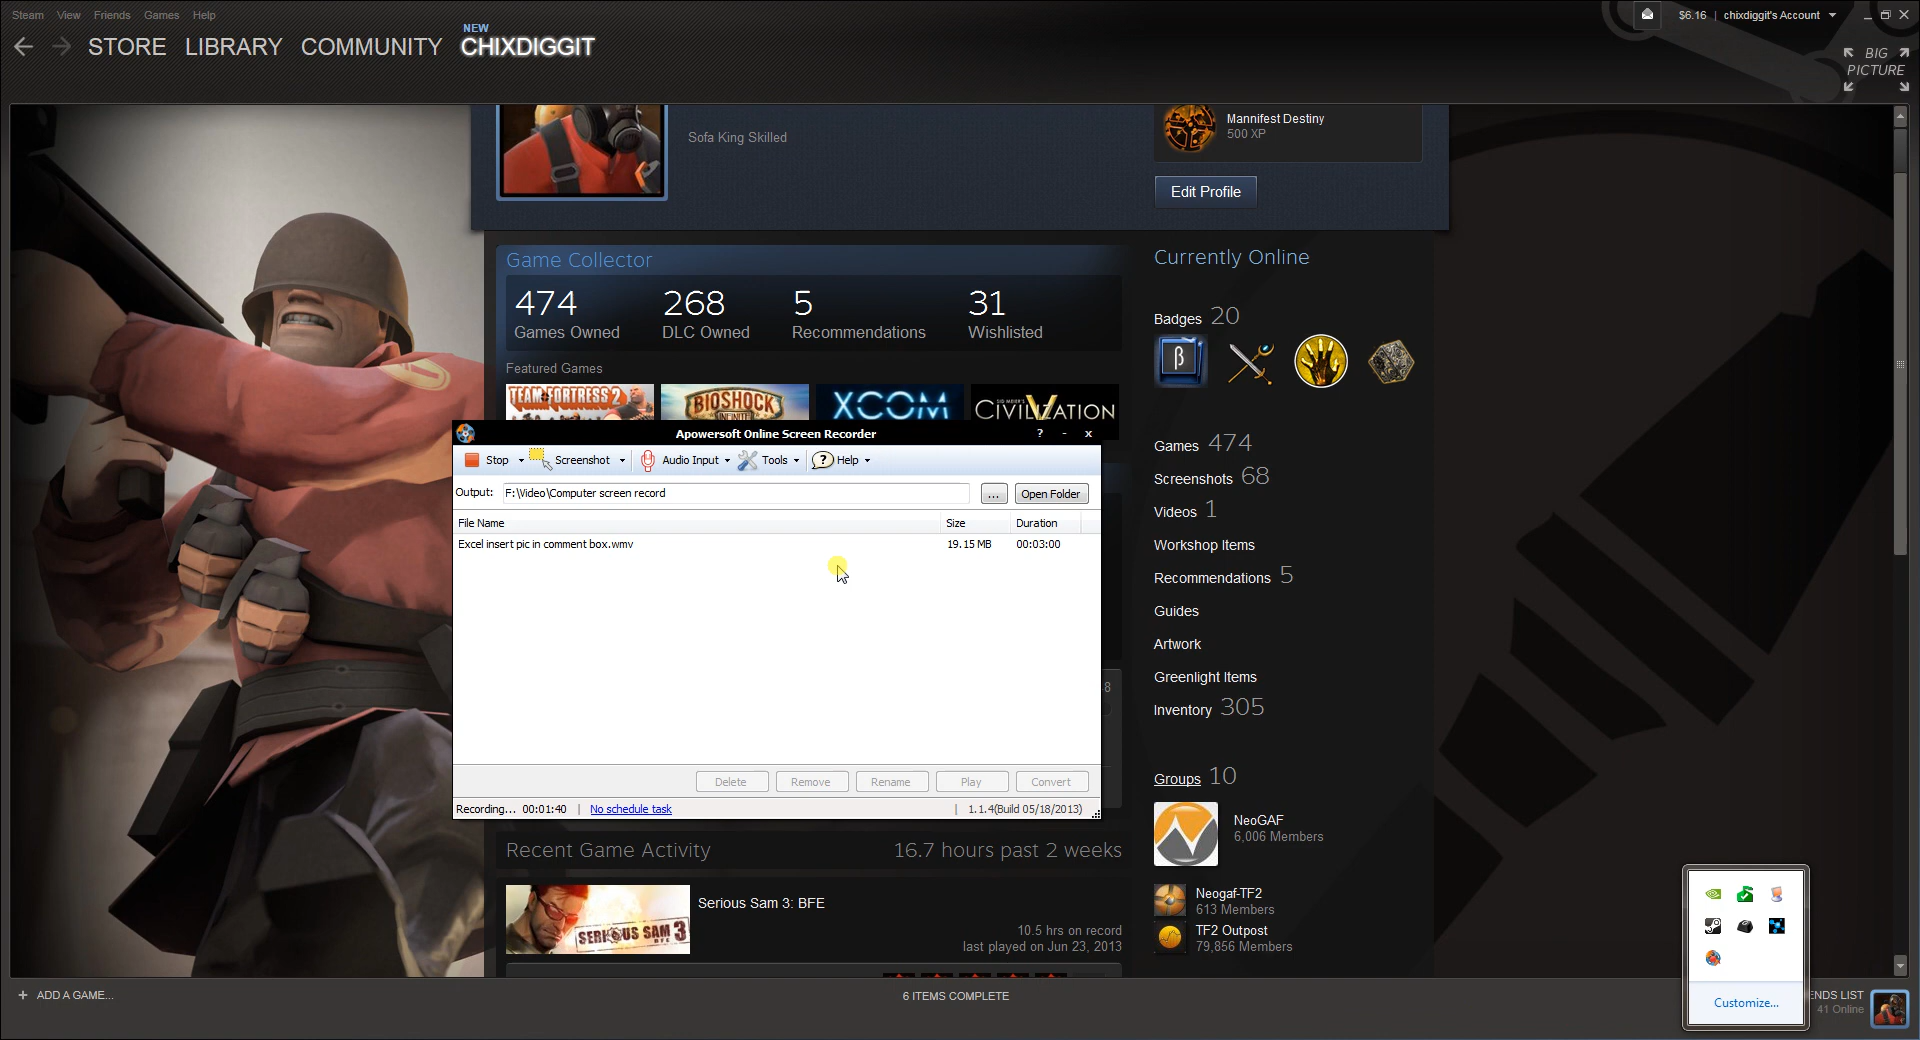 Steam View Friends Games Help
$6.16 | chixdiggit's Account
STORE LIBRARY COMMUNITY
NEW
CHIXDIGGIT
BIG
PICTURE
Sofa King Skilled
Mannifest Destiny
500 XP
Edit Profile
Game Collector
474
Games Owned
268
DLC Owned
5
Recommendations
31
Wishlisted
Featured Games
TEAM FORTRESS 2
BIOSHOCK
INFINITE
XCOM
SID MEIER'S
CIVILIZATION
V
Apowersoft Online Screen Recorder
? - x
Stop
Screenshot
Audio Input
Tools
? Help
Output: F:\Video\Computer screen record
...
Open Folder
File Name Size Duration
Excel insert pic in comment box.wmv 19.15 MB 00:03:00
Delete Remove Rename Play Convert
Recording... 00:01:40 | No schedule task | 1.1.4(Build 05/18/2013)
8
Recent Game Activity 16.7 hours past 2 weeks
SERIOUS SAM 3
BFE
Serious Sam 3: BFE
10.5 hrs on record
last played on Jun 23, 2013
Currently Online
Badges 20
β
Games 474
Screenshots 68
Videos 1
Workshop Items
Recommendations 5
Guides
Artwork
Greenlight Items
Inventory 305
Groups 10
NeoGAF
6,006 Members
Neogaf-TF2
613 Members
TF2 Outpost
79,856 Members
Customize...
+ ADD A GAME...
6 ITEMS COMPLETE
ENDS LIST
41 Online